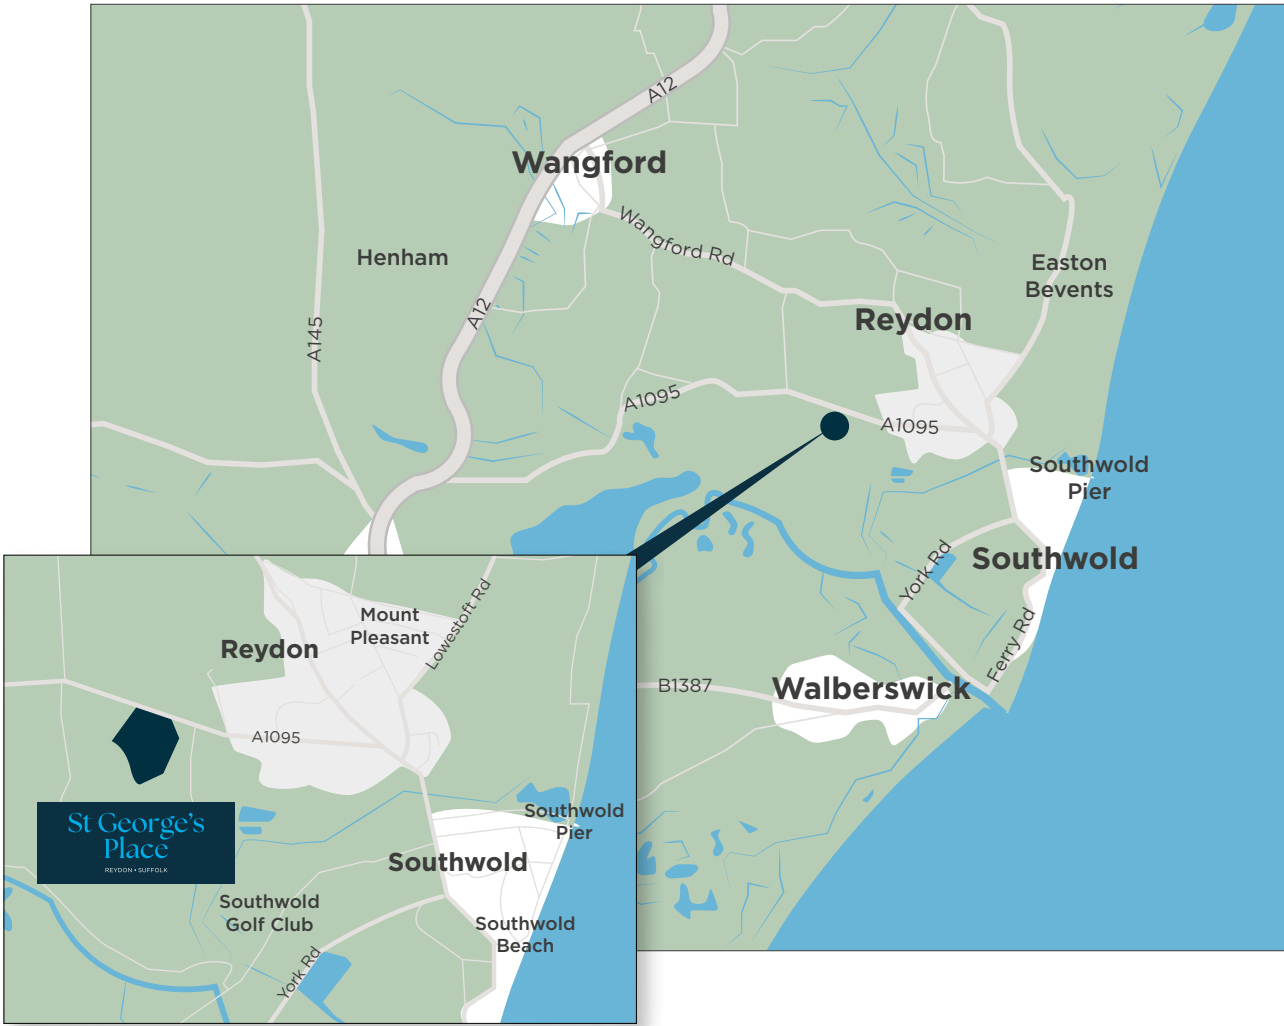 A12
Wangford
Wangford Rd
Henham
Easton
Bevents
A12
A145
Reydon
A1095
A1095
Southwold
Pier
York Rd
Southwold
Ferry Rd
B1387
Walberswick
Mount
Pleasant
Lowestoft Rd
Reydon
A1095
St George's
Place
REYDON • SUFFOLK
Southwold
Pier
Southwold
Southwold
Golf Club
Southwold
Beach
York Rd